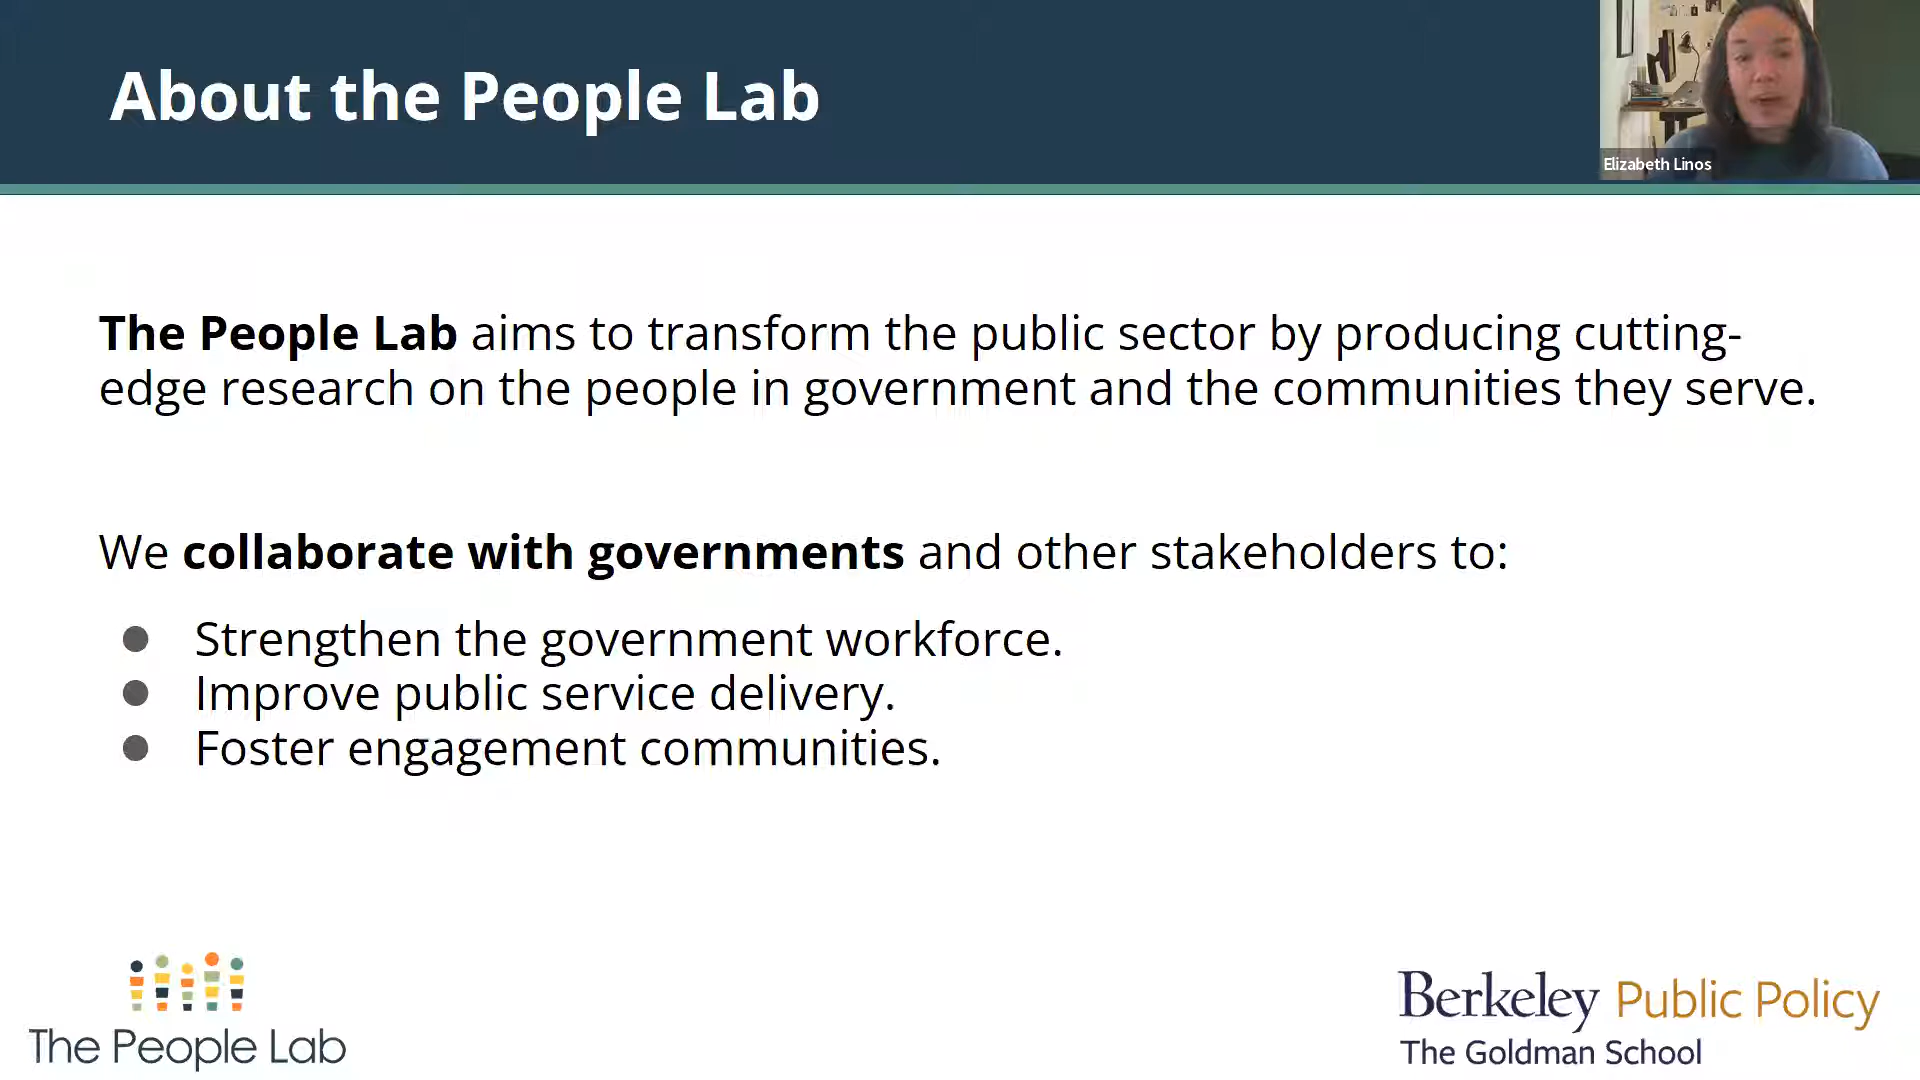 About the People Lab
Elizabeth Linos
The People Lab aims to transform the public sector by producing cutting-
edge research on the people in government and the communities they serve.
We collaborate with governments and other stakeholders to:
● Strengthen the government workforce.
● Improve public service delivery.
● Foster engagement communities.
The People Lab
Berkeley Public Policy
The Goldman School